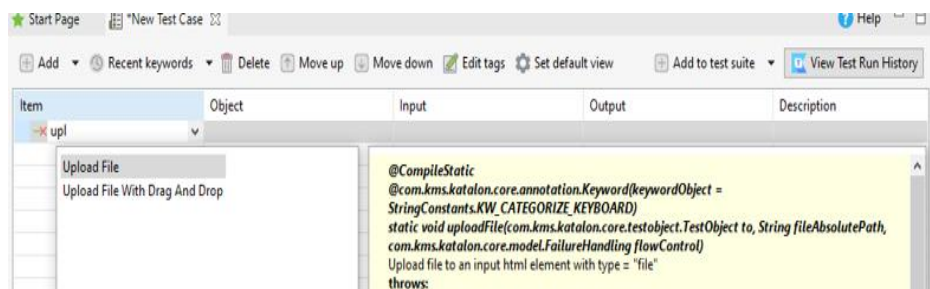 Start Page *New Test Case Help
Add Recent keywords Delete Move up Move down Edit tags Set default view Add to test suite View Test Run History
Item Object Input Output Description
upl
Upload File
Upload File With Drag And Drop
@CompileStatic
@com.kms.katalon.core.annotation.Keyword(keywordObject =
StringConstants.KW_CATEGORIZE_KEYBOARD)
static void uploadFile(com.kms.katalon.core.testobject.TestObject to, String fileAbsolutePath,
com.kms.katalon.core.model.FailureHandling flowControl)
Upload file to an input html element with type = "file"
throws: